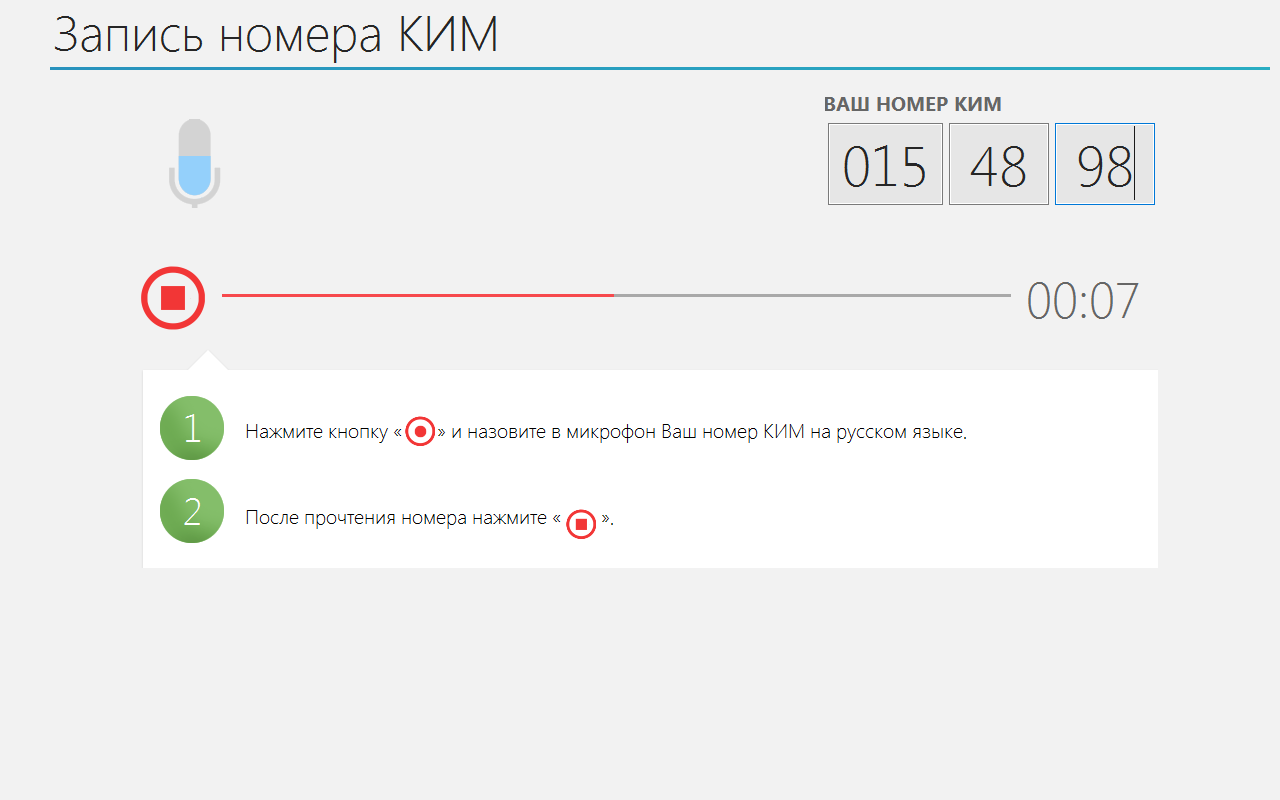 Запись номера КИМ
ВАШ НОМЕР КИМ
015 48 98
00:07
1 Нажмите кнопку « » и назовите в микрофон Ваш номер КИМ на русском языке.
2 После прочтения номера нажмите « ».